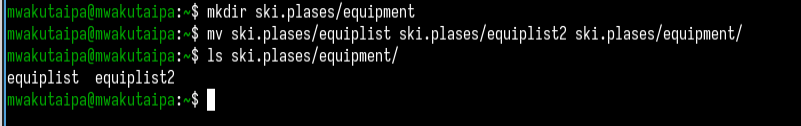 mwakutaipa@mwakutaipa:~$ mkdir ski.plases/equipment
mwakutaipa@mwakutaipa:~$ mv ski.plases/equiplist ski.plases/equiplist2 ski.plases/equipment/
mwakutaipa@mwakutaipa:~$ ls ski.plases/equipment/
equiplist  equiplist2
mwakutaipa@mwakutaipa:~$